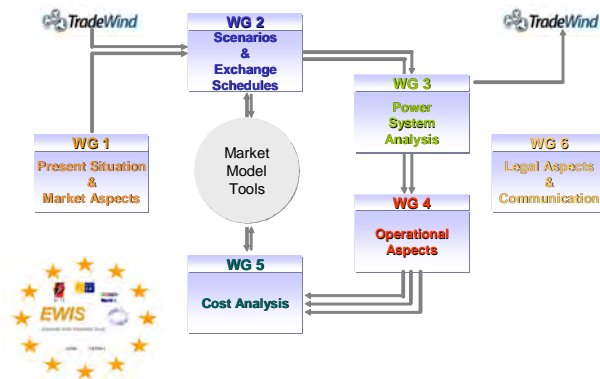 TradeWind
TradeWind
WG 2
Scenarios
&
Exchange
Schedules
WG 3
Power
System
Analysis
WG 1
Present Situation
&
Market Aspects
Market
Model
Tools
WG 6
Legal Aspects
&
Communication
WG 4
Operational
Aspects
WG 5
Cost Analysis
EWIS